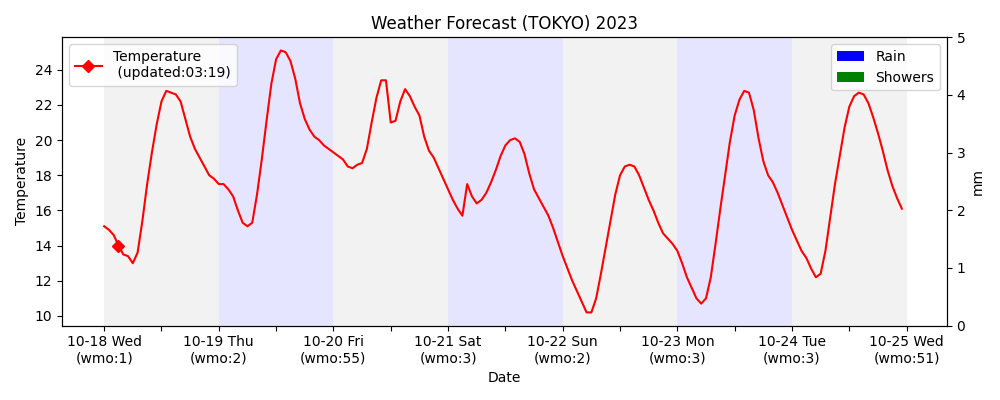 Weather Forecast (TOKYO) 2023
Temperature
(updated:03:19)
Rain
Showers
24
22
20
18
16
14
12
10
Temperature
5
4
3
2
1
0
mm
10-18 Wed
(wmo:1)
10-19 Thu
(wmo:2)
10-20 Fri
(wmo:55)
10-21 Sat
(wmo:3)
10-22 Sun
(wmo:2)
10-23 Mon
(wmo:3)
10-24 Tue
(wmo:3)
10-25 Wed
(wmo:51)
Date